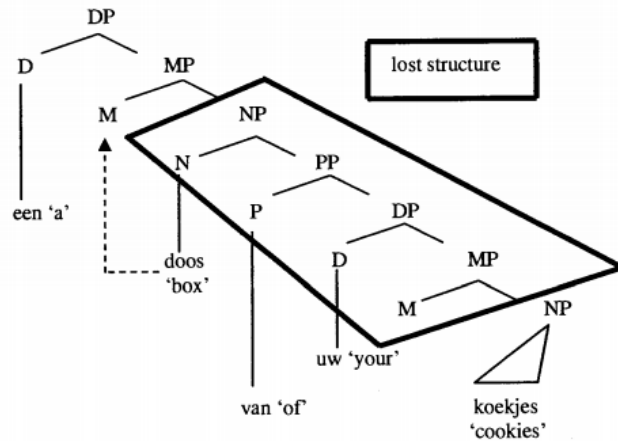 DP
D MP
lost structure
M NP
N PP
een ‘a’ P DP
doos D MP
‘box’
M NP
uw ‘your’
van ‘of’ koekjes
‘cookies’